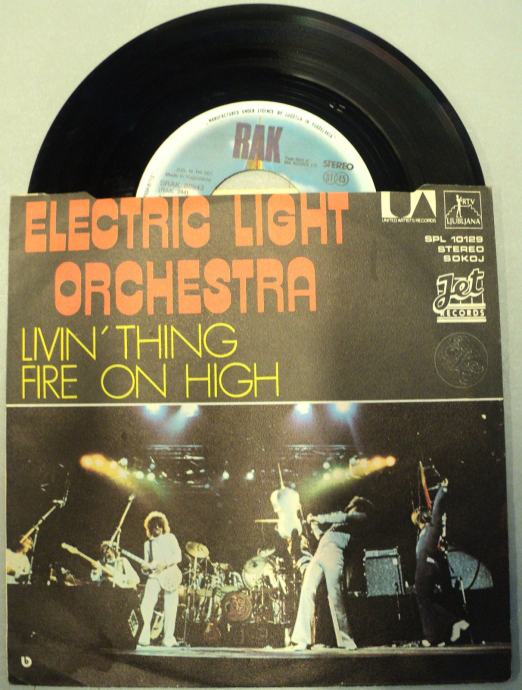 MANUFACTURED UNDER LICENCE BY
RAK
STEREO
Made in Yugoslavia
ELECTRIC LIGHT
ORCHESTRA
LIVIN' THING
FIRE ON HIGH
UA
UNITED ARTISTS RECORDS
RTV
LJUBLJANA
SPL 10129
STEREO
SOKOJ
Jet
RECORDS